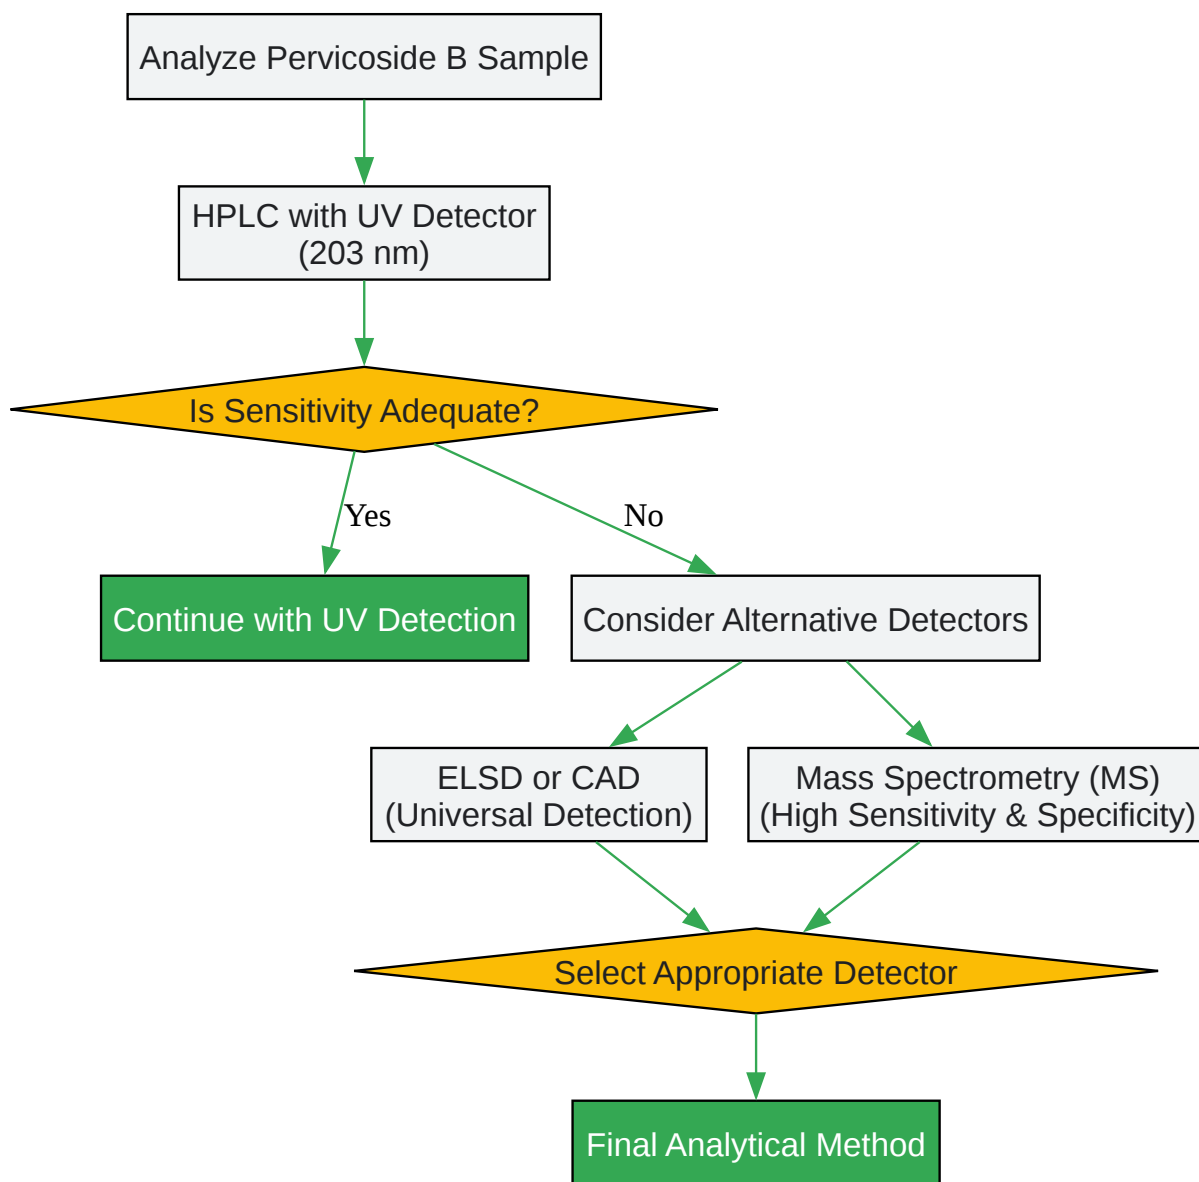 Analyze Pervicoside B Sample
HPLC with UV Detector
(203 nm)
Is Sensitivity Adequate?
Yes
No
Continue with UV Detection
Consider Alternative Detectors
ELSD or CAD
(Universal Detection)
Mass Spectrometry (MS)
(High Sensitivity & Specificity)
Select Appropriate Detector
Final Analytical Method